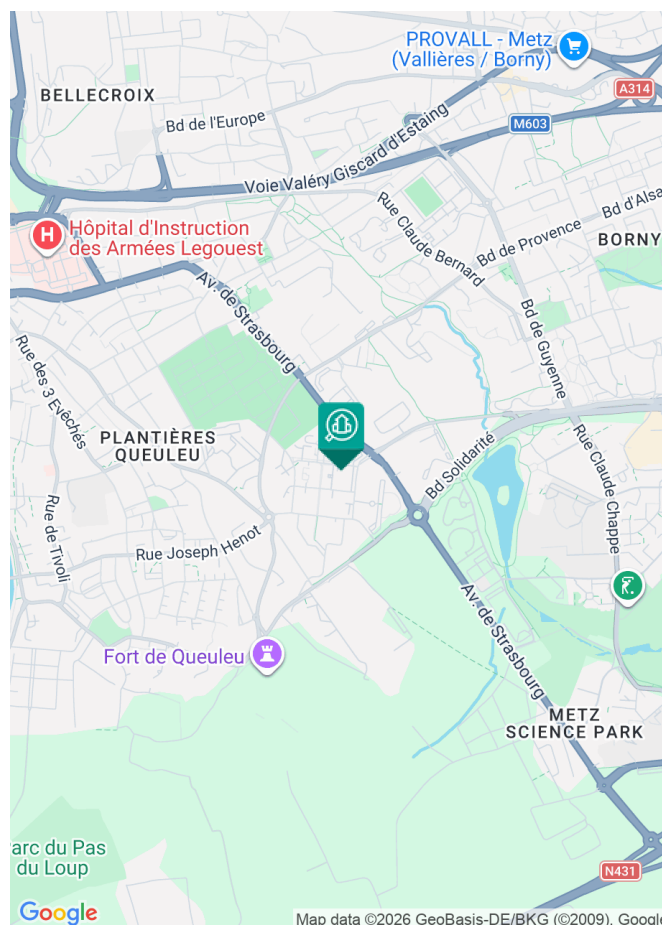 PROVALL - Metz
(Vallières / Borny)
A314
BELLECROIX
Bd de l'Europe
M603
Voie Valéry Giscard d'Estaing
Rue Claude Bernard
Bd d'Alsa
Bd de Provence
H
Hôpital d'Instruction
des Armées Legouest
BORNY
Av. de Strasbourg
Bd de Guyenne
Rue des 3 Evêchés
PLANTIÈRES
QUEULEU
Bd Solidarité
Rue Claude Chappe
Rue de Tivoli
Rue Joseph Henot
Av. de Strasbourg
Fort de Queuleu
METZ
SCIENCE PARK
arc du Pas
du Loup
N431
Google
Map data ©2026 GeoBasis-DE/BKG (©2009), Google